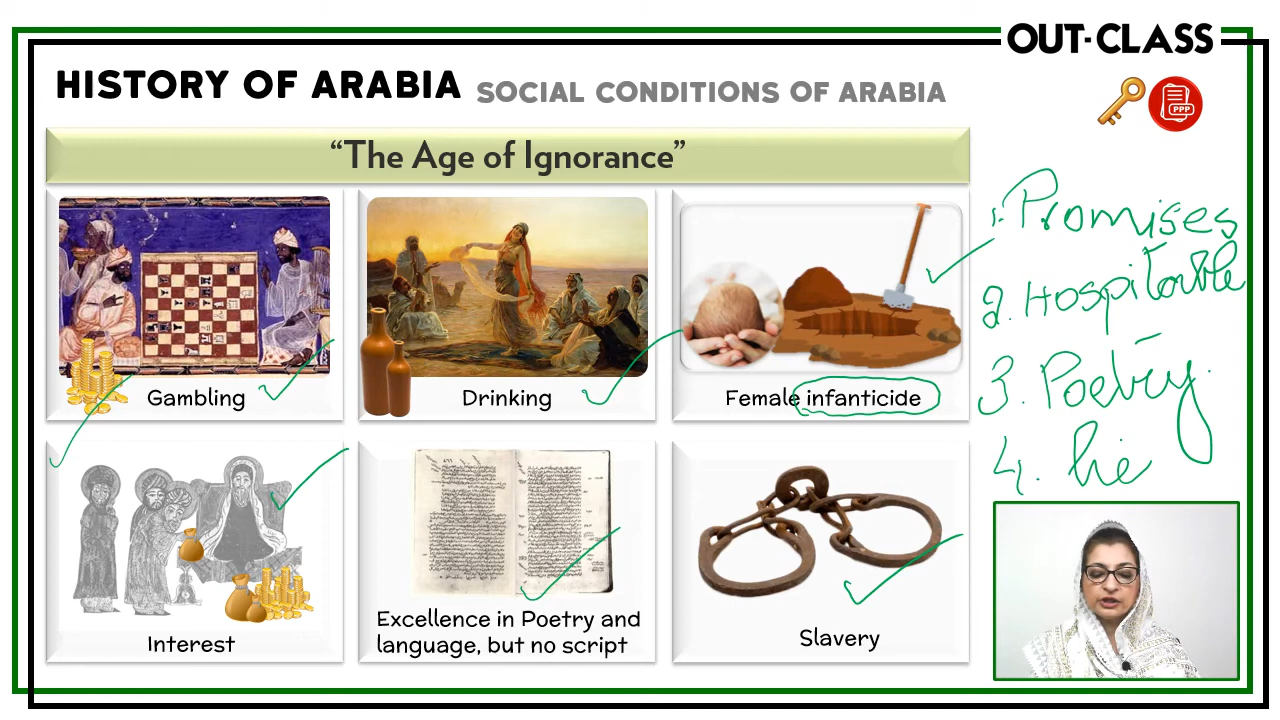 OUT-CLASS
HISTORY OF ARABIA SOCIAL CONDITIONS OF ARABIA
PPP
“The Age of Ignorance”
Gambling
Drinking
Female infanticide
Interest
Excellence in Poetry and
language, but no script
Slavery
1. Promises
2. Hospitable
3. Poetry.
4. lie